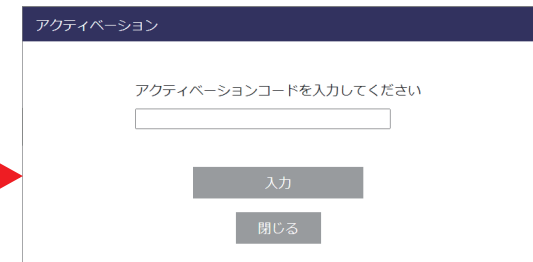 アクティベーション
アクティベーションコードを入力してください
入力
閉じる